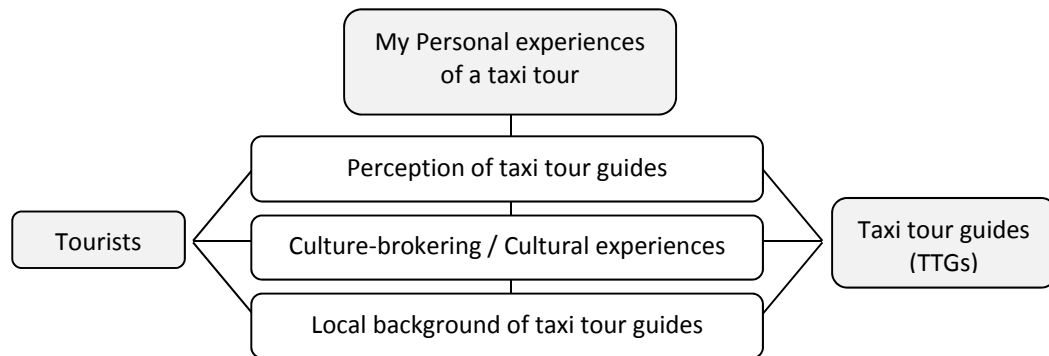 My Personal experiences
of a taxi tour
Perception of taxi tour guides
Tourists
Culture-brokering / Cultural experiences
Taxi tour guides
(TTGs)
Local background of taxi tour guides